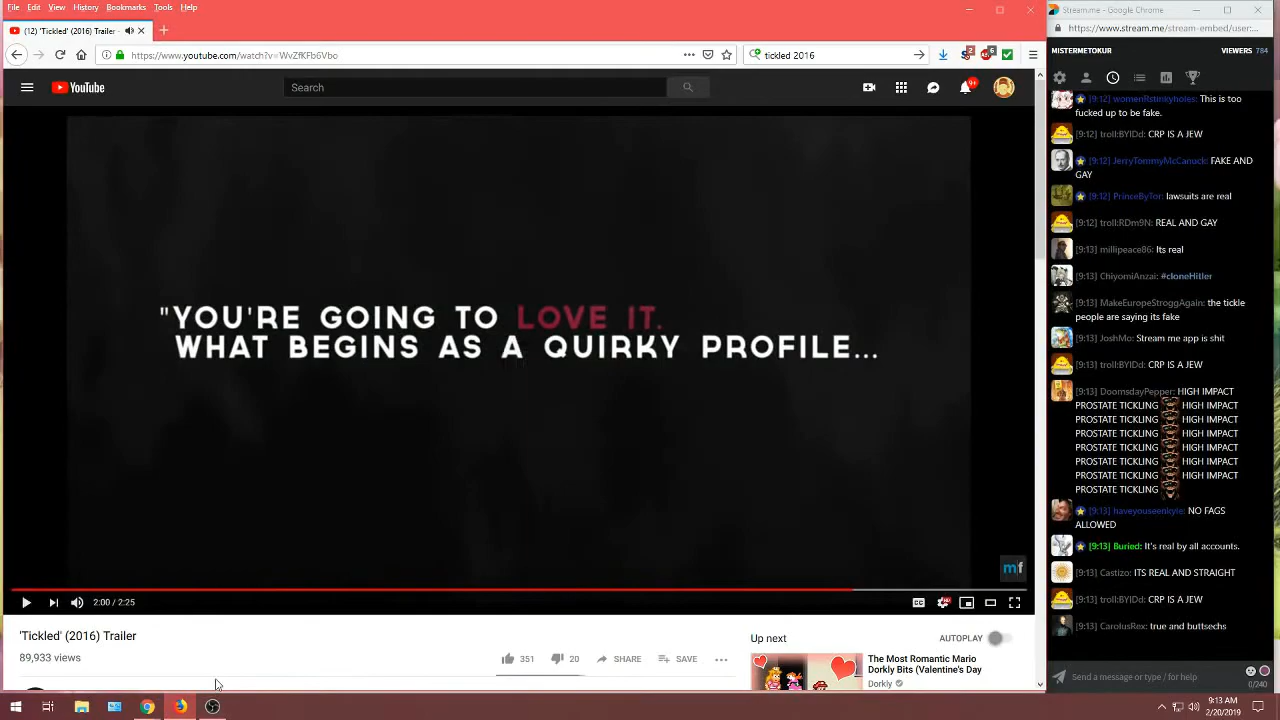 File Edit View History Bookmarks Tools Help
(12) 'Tickled' (2016) Trailer -
https://www.youtube.com/watch?v=WvZfKFb6Vbo
tickled 2016
YouTube
Search
9+
"YOU'RE GOING TO LOVE IT.
WHAT BEGINS AS A QUIRKY PROFILE...
mf
2:00 / 2:25
'Tickled' (2016) Trailer
89,933 views
351
20
SHARE
SAVE
Up next
AUTOPLAY
The Most Romantic Mario
Dorkly Bits (Valentine's Day
Dorkly
Stream.me - Google Chrome
https://www.stream.me/stream-embed/user:...
MISTERMETOKUR
VIEWERS 784
[9:12] womenRstinkyholes: This is too
fucked up to be fake.
[9:12] troll:BYIDd: CRP IS A JEW
[9:12] JerryTommyMcCanuck: FAKE AND
GAY
[9:12] PrinceByTor: lawsuits are real
[9:12] troll:RDm9N: REAL AND GAY
[9:13] millipeace86: Its real
[9:13] ChiyomiAnzai: #cloneHitler
[9:13] MakeEuropeStroggAgain: the tickle
people are saying its fake
[9:13] JoshMo: Stream me app is shit
[9:13] troll:BYIDd: CRP IS A JEW
[9:13] DoomsdayPepper: HIGH IMPACT
PROSTATE TICKLING HIGH IMPACT
PROSTATE TICKLING HIGH IMPACT
PROSTATE TICKLING HIGH IMPACT
PROSTATE TICKLING HIGH IMPACT
PROSTATE TICKLING HIGH IMPACT
PROSTATE TICKLING HIGH IMPACT
PROSTATE TICKLING
[9:13] haveyouseenkyle: NO FAGS
ALLOWED
[9:13] Buried: It's real by all accounts.
[9:13] Castizo: ITS REAL AND STRAIGHT
[9:13] troll:BYIDd: CRP IS A JEW
[9:13] CarolusRex: true and buttsechs
Send a message or type / for help
0/240
9:13 AM
2/20/2019